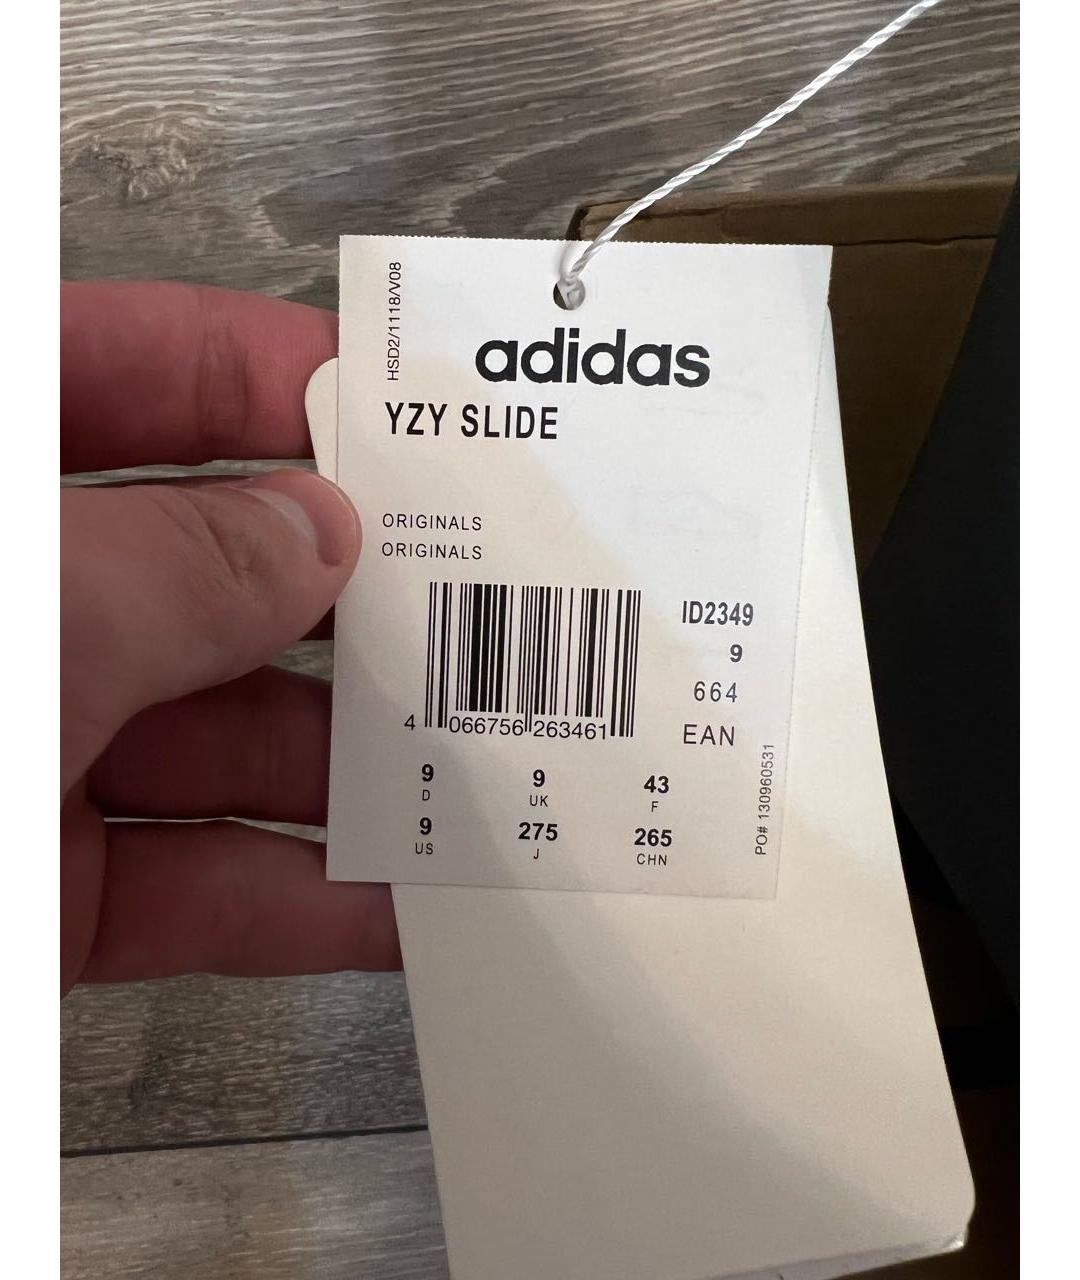 HSD2/1118/V08
adidas
YZY SLIDE
ORIGINALS
ORIGINALS
ID2349
9
664
EAN
4 066756 263461
9 9 43
D UK F
9 275 265
US J CHN
PO# 130960531